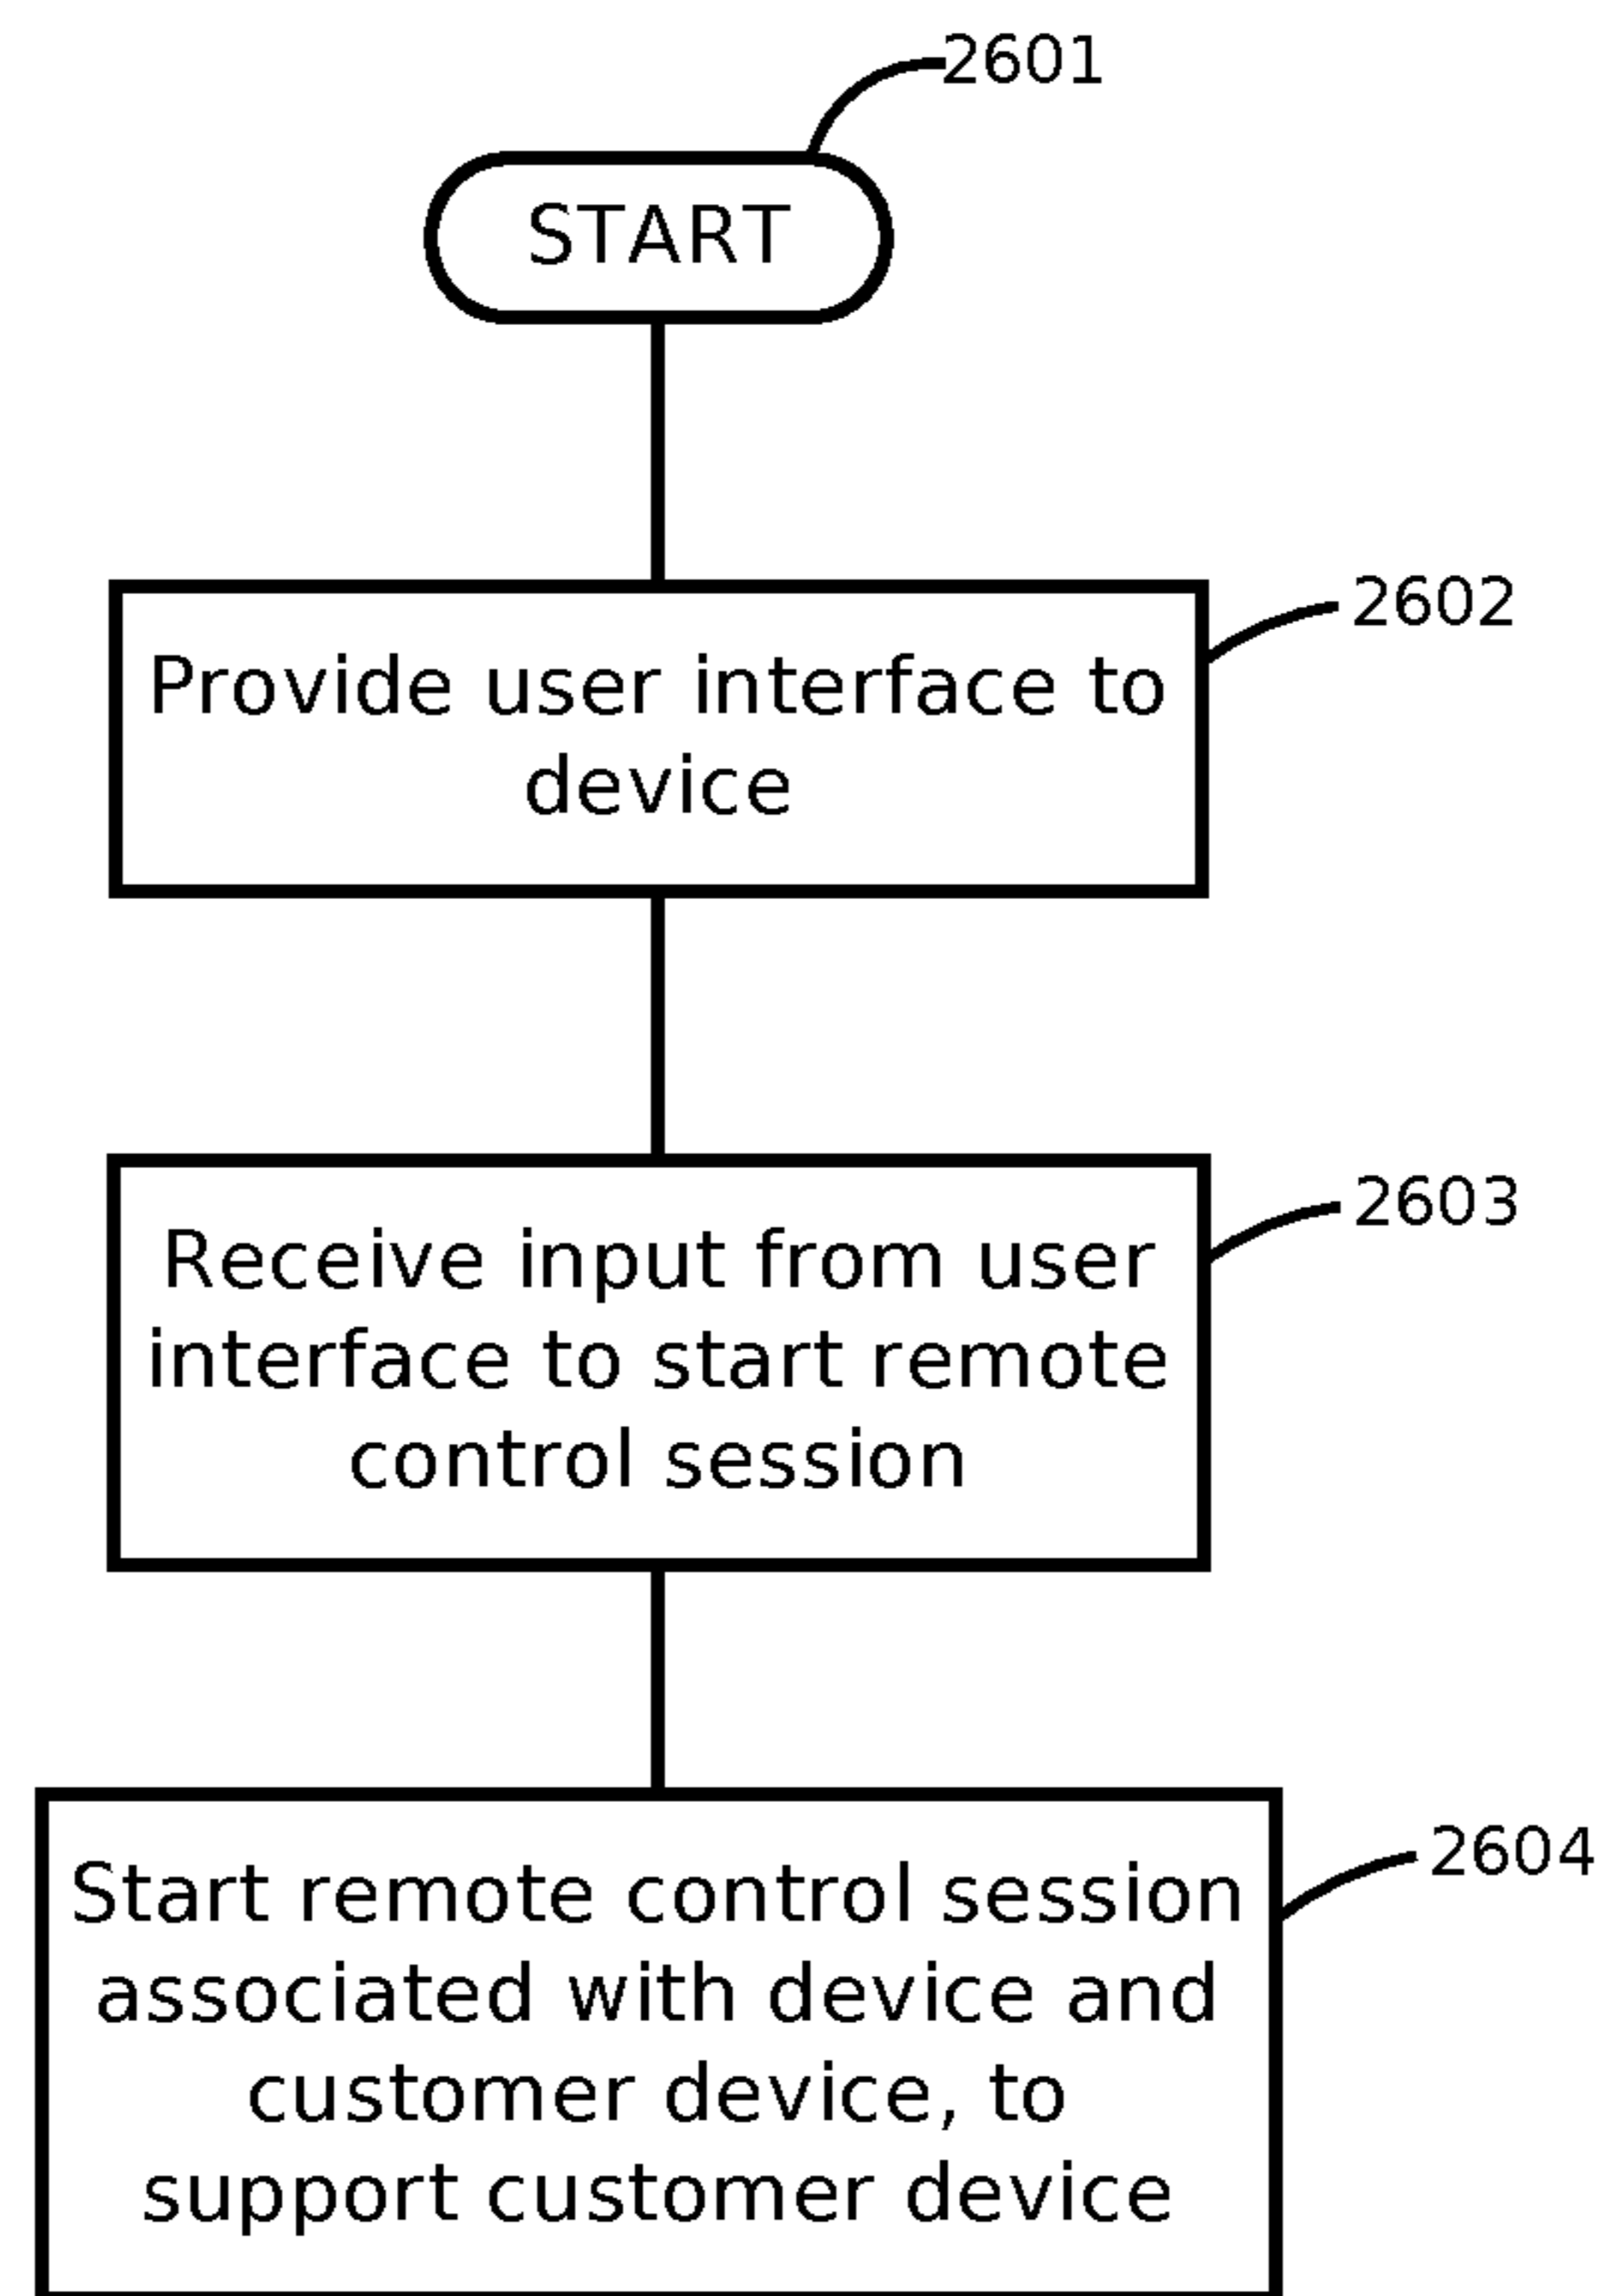 2601
START
2602
Provide user interface to
device
2603
Receive input from user
interface to start remote
control session
2604
Start remote control session
associated with device and
customer device, to
support customer device